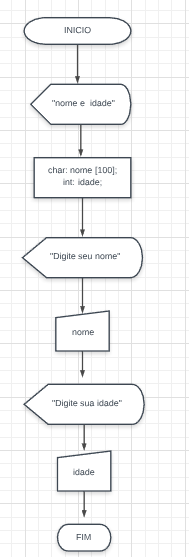 INICIO
"nome e idade"
char: nome [100];
int: idade;
"Digite seu nome"
nome
"Digite sua idade"
idade
FIM